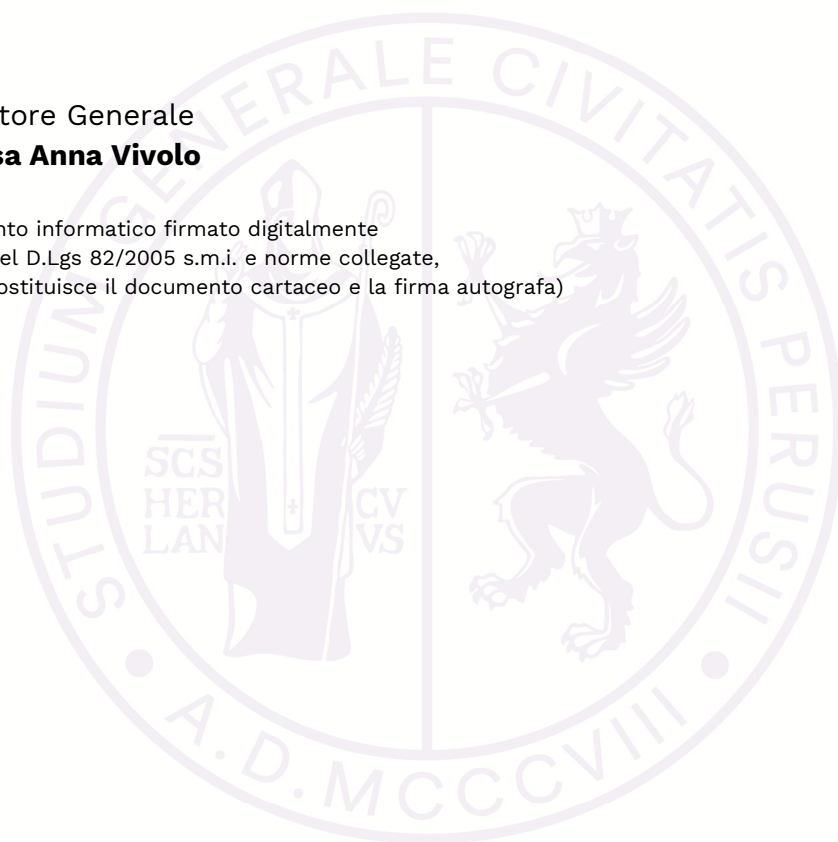 tore Generale
sa Anna Vivolo
nto informatico firmato digitalmente
el D.Lgs 82/2005 s.m.i. e norme collegate,
ostituisce il documento cartaceo e la firma autografa)
STUDIUM GENERALE CIVITATIS PERUSII
SCS
HER
LAN
CV
VS
A.D. MCCCVIII